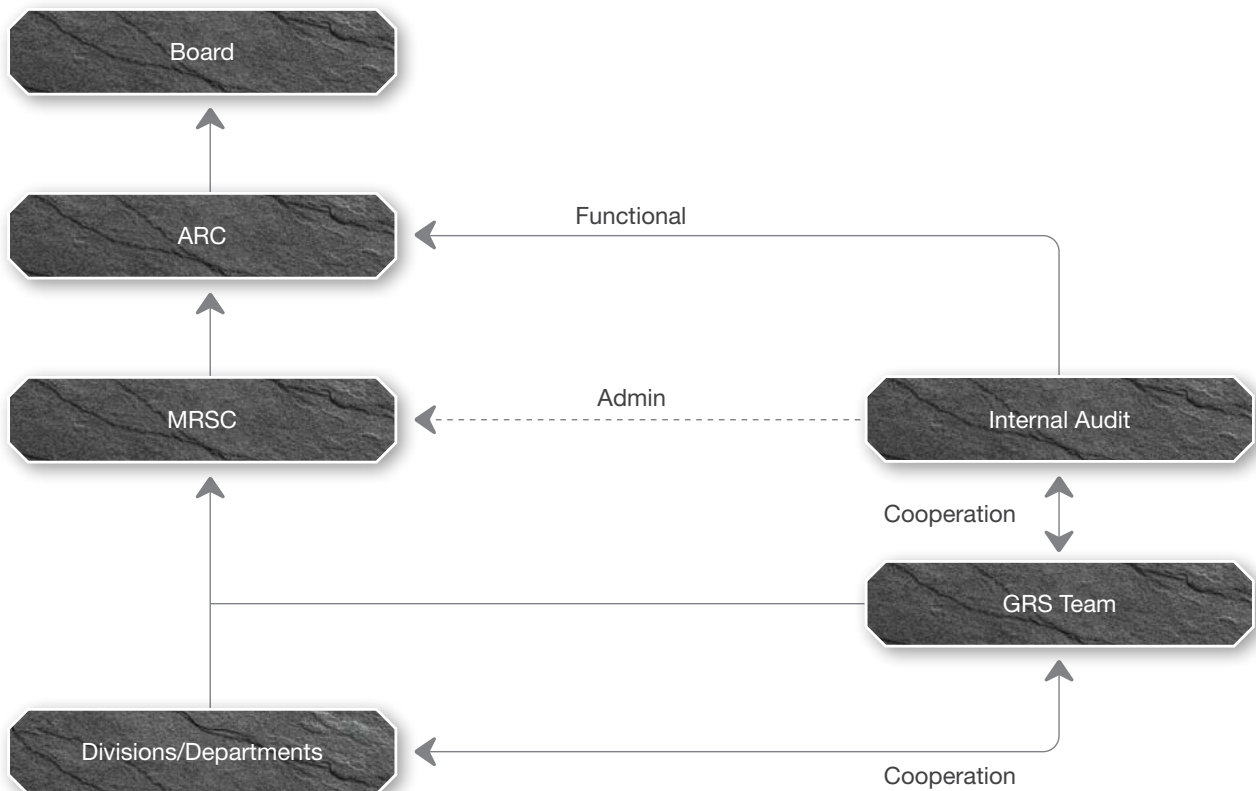 Board
ARC
Functional
MRSC
Admin
Internal Audit
Cooperation
GRS Team
Divisions/Departments
Cooperation